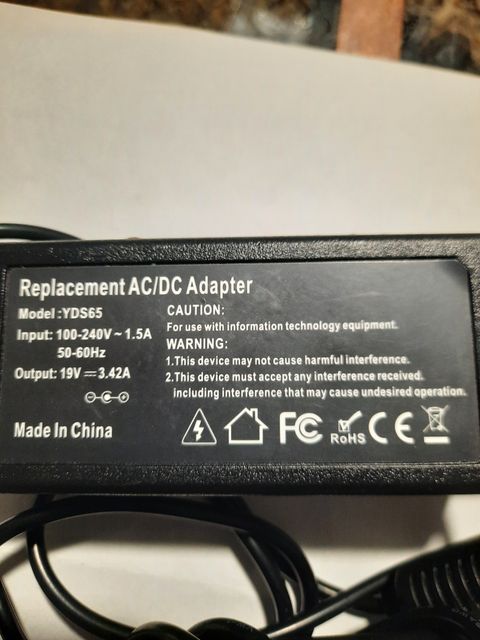 Replacement AC/DC Adapter
Model :YDS65
Input: 100-240V~1.5A
50-60Hz
Output: 19V⎓3.42A
Made In China
CAUTION:
For use with information technology equipment.
WARNING:
1.This device may not cause harmful interference.
2.This device must accept any interference received.
including interference that may cause undesired operation.
FC
RoHS
CE